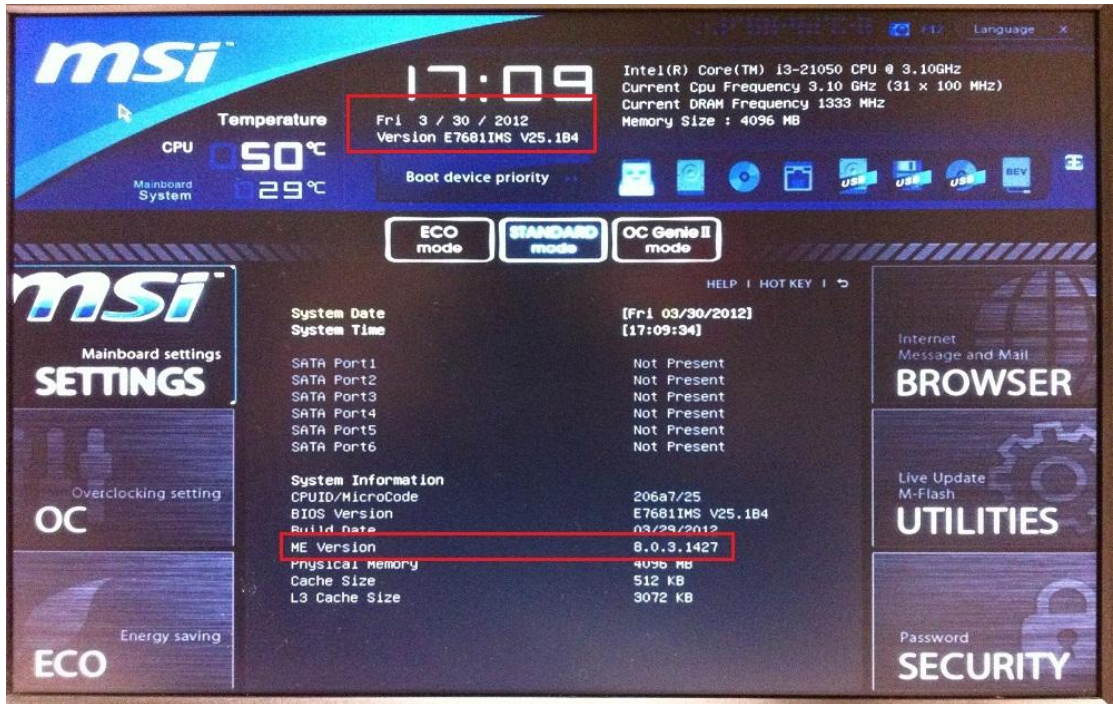 msi
17:09
Language X
Intel(R) Core(TM) i3-21050 CPU @ 3.10GHz
Current Cpu Frequency 3.10 GHz (31 x 100 MHz)
Current DRAM Frequency 1333 MHz
Memory Size : 4096 MB
Temperature
Fri 3 / 30 / 2012
Version E7681IMS V25.1B4
CPU 50°C
Mainboard
System 29°C
Boot device priority
USB USB USB BEV
ECO
mode
STANDARD
mode
OC Genie II
mode
HELP | HOT KEY |
msi
Mainboard settings
SETTINGS
Overclocking setting
OC
Energy saving
ECO
System Date [Fri 03/30/2012]
System Time [17:09:34]
SATA Port1 Not Present
SATA Port2 Not Present
SATA Port3 Not Present
SATA Port4 Not Present
SATA Port5 Not Present
SATA Port6 Not Present
System Information
CPUID/MicroCode 206a7/25
BIOS Version E7681IMS V25.1B4
Build Date 03/29/2012
ME Version 8.0.3.1427
Physical Memory 4096 MB
Cache Size 512 KB
L3 Cache Size 3072 KB
Internet
Message and Mail
BROWSER
Live Update
M-Flash
UTILITIES
Password
SECURITY